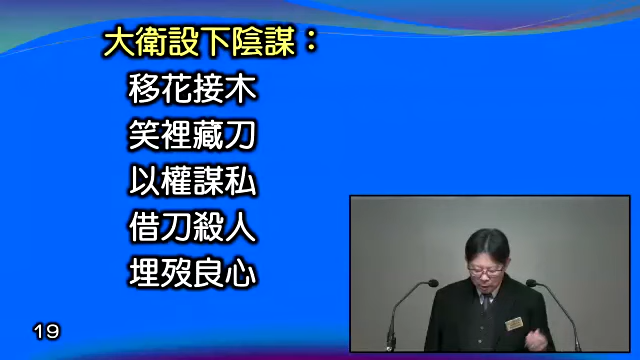 大衛設下陰謀：
移花接木
笑裡藏刀
以權謀私
借刀殺人
埋歿良心
19